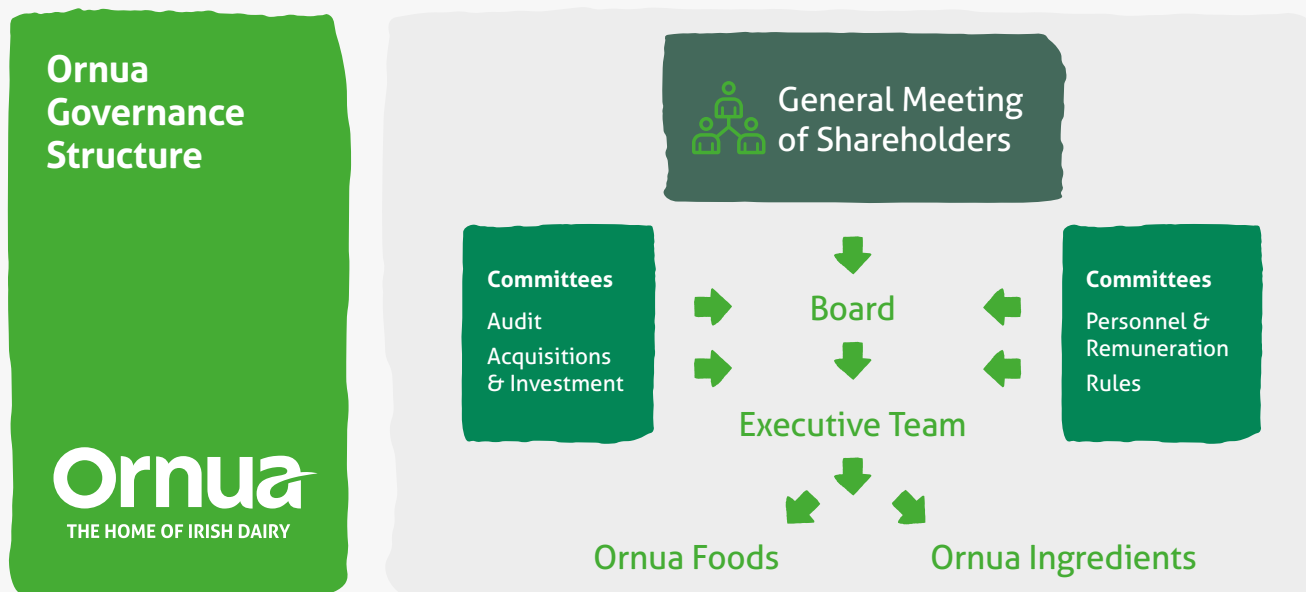 Ornua
Governance
Structure
Ornua
THE HOME OF IRISH DAIRY
General Meeting
of Shareholders
Committees
Audit
Acquisitions
& Investment
Board
Executive Team
Ornua Foods
Ornua Ingredients
Committees
Personnel &
Remuneration
Rules